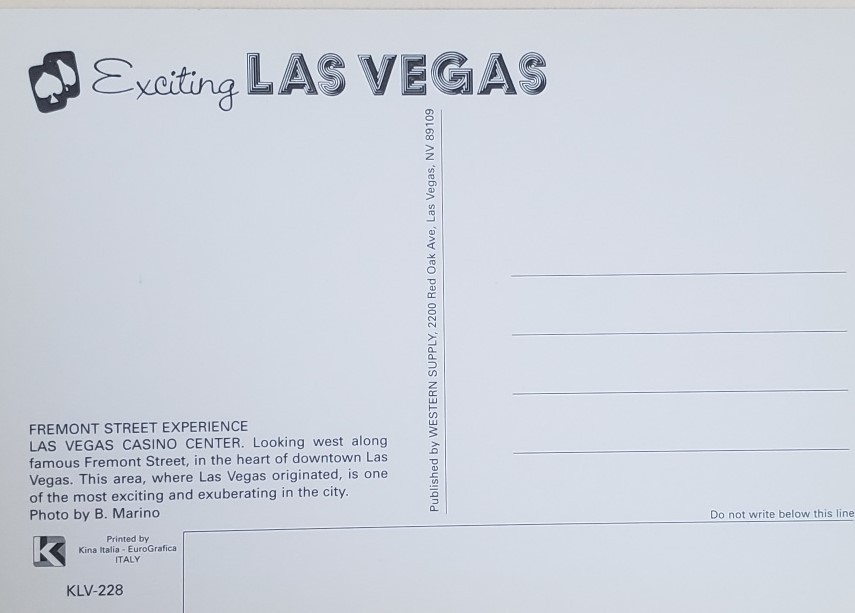 Exciting LAS VEGAS
FREMONT STREET EXPERIENCE
LAS VEGAS CASINO CENTER. Looking west along
famous Fremont Street, in the heart of downtown Las
Vegas. This area, where Las Vegas originated, is one
of the most exciting and exuberating in the city.
Photo by B. Marino
Printed by
Kina Italia - EuroGrafica
ITALY
KLV-228
Published by WESTERN SUPPLY, 2200 Red Oak Ave, Las Vegas, NV 89109
Do not write below this line